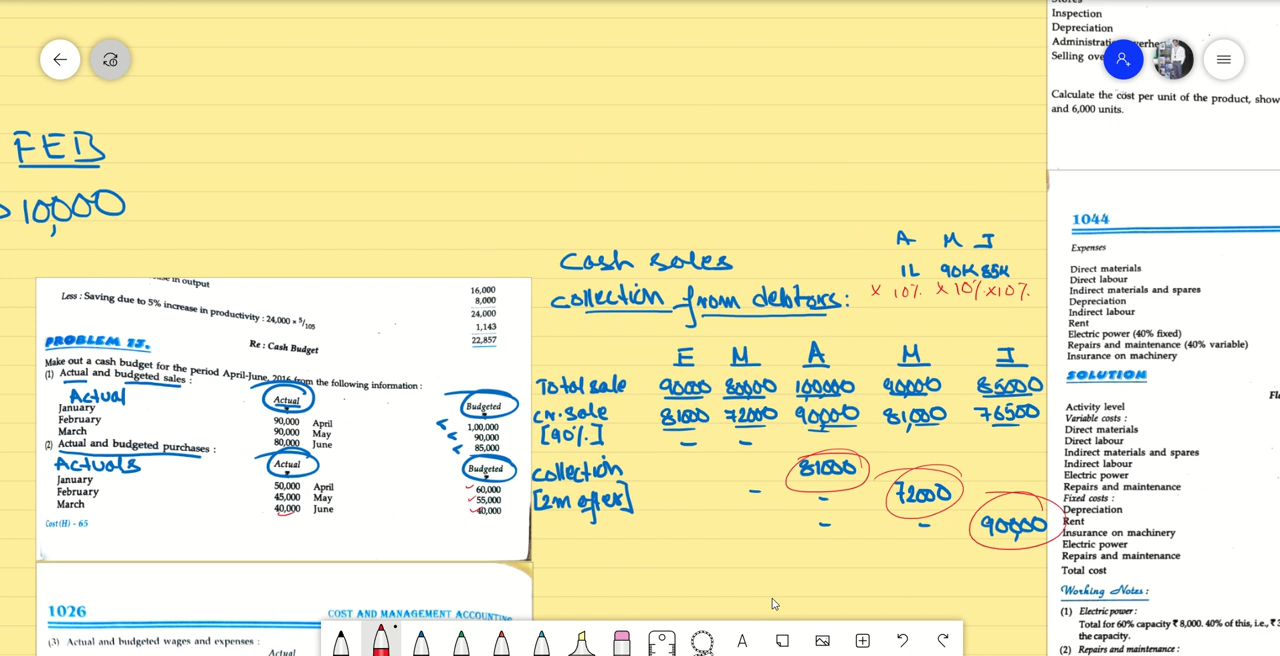 FEB
10,000
se in output
Less : Saving due to 5% increase in productivity : 24,000 × 5/105
16,000
8,000
24,000
1,143
22,857
Re : Cash Budget
PROBLEM 15.
Make out a cash budget for the period April-June, 2016 from the following information :
(1) Actual and budgeted sales :
Actual
Actual
Budgeted
January 90,000 April 1,00,000
February 90,000 May 90,000
March 80,000 June 85,000
(2) Actual and budgeted purchases :
Actuals
Actual
Budgeted
January 50,000 April 60,000
February 45,000 May 55,000
March 40,000 June 40,000
Cost (H) - 65
1026
COST AND MANAGEMENT ACCOUNTING
(3) Actual and budgeted wages and expenses :
Actual
A M J
Cash sales 1L 90K 85K
× 10% × 10% × 10%
collection from debtors :
F M A M J
Total sale 90000 80000 100000 90000 85000
cr. sale 81000 72000 90000 81,000 76500
[90%] – –
collection 81000
[2m after] – – 72000
– – 90,000
A
Inspection
Depreciation
Selling ove
Calculate the cost per unit of the product, show
and 6,000 units.
1044
Expenses
Direct materials
Direct labour
Indirect materials and spares
Depreciation
Indirect labour
Rent
Electric power (40% fixed)
Repairs and maintenance (40% variable)
Insurance on machinery
SOLUTION
Fl
Activity level
Variable costs :
Direct materials
Direct labour
Indirect materials and spares
Indirect labour
Electric power
Repairs and maintenance
Fixed costs :
Depreciation
Rent
Insurance on machinery
Electric power
Repairs and maintenance
Total cost
Working Notes :
(1) Electric power :
Total for 60% capacity ₹ 8,000. 40% of this, i.e., ₹ 3
the capacity.
(2) Repairs and maintenance :